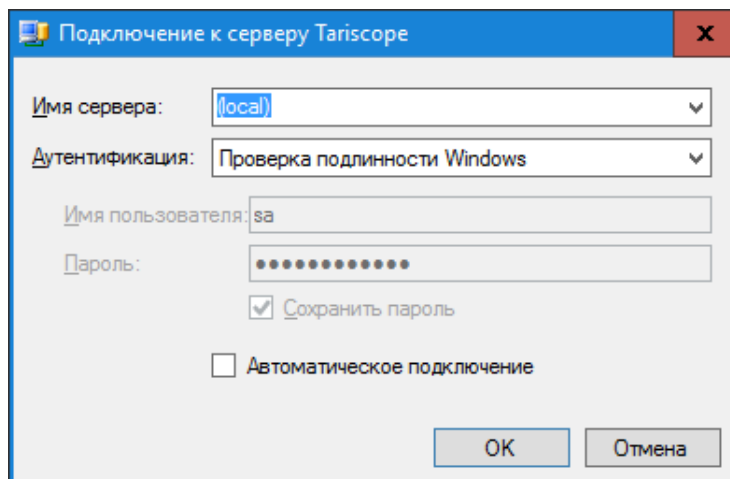 Подключение к серверу Tariscope
Имя сервера: (local)
Аутентификация: Проверка подлинности Windows
Имя пользователя: sa
Пароль: ●●●●●●●●●●●●
Сохранить пароль
Автоматическое подключение
OK Отмена